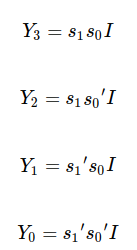 Y₃ = s₁s₀I
Y₂ = s₁s₀′I
Y₁ = s₁′s₀I
Y₀ = s₁′s₀′I